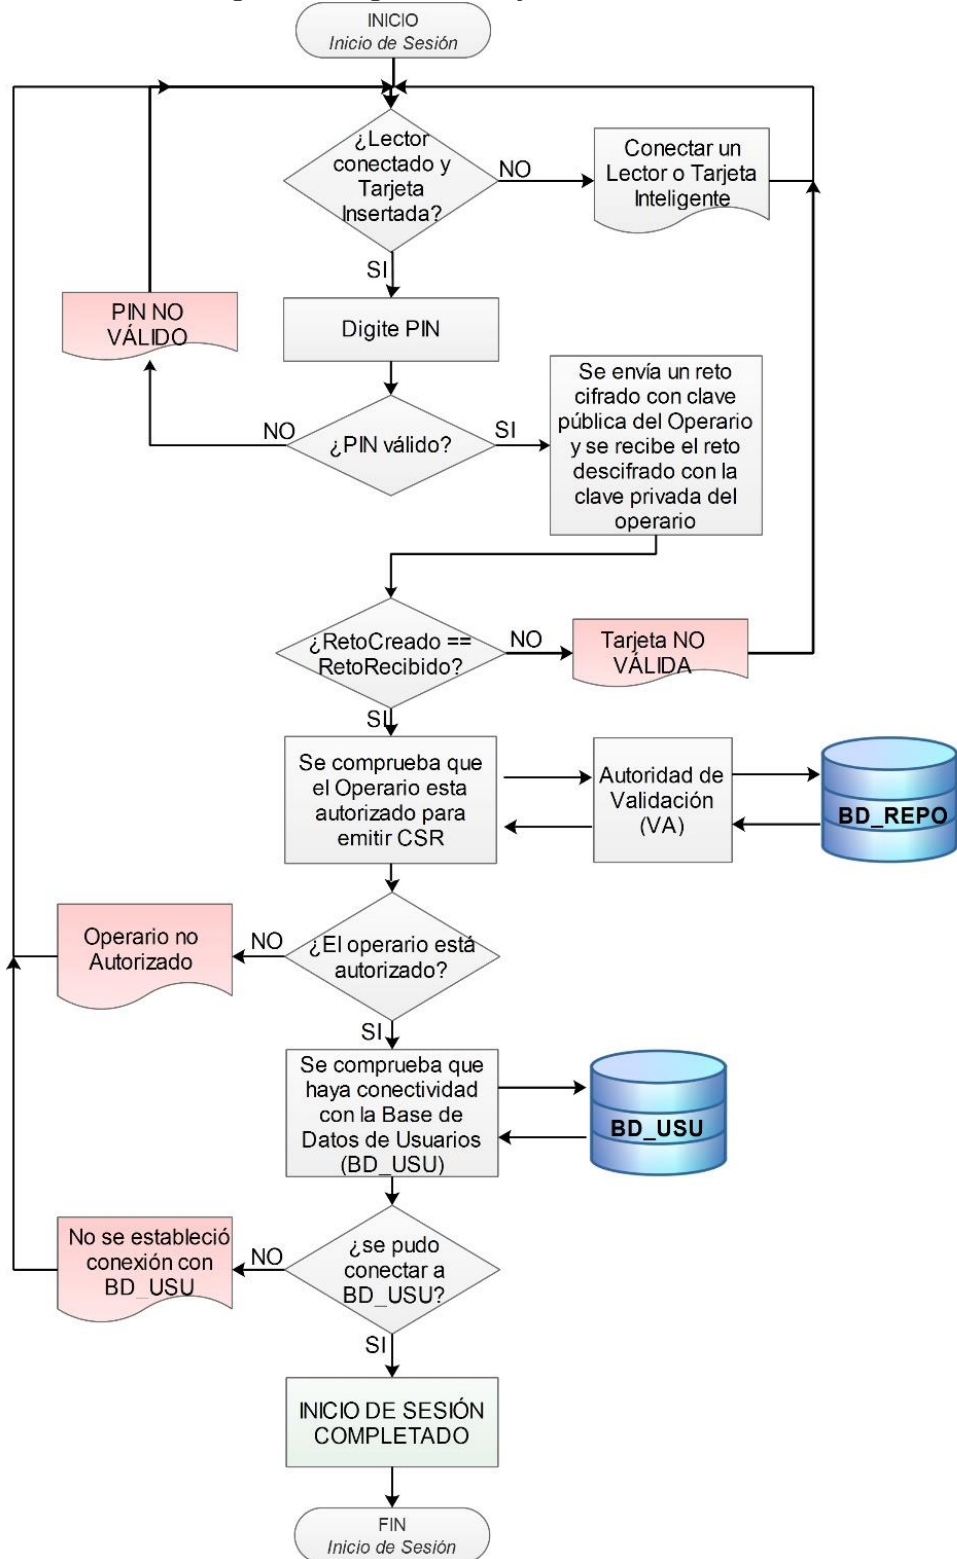 INICIO
Inicio de Sesión
¿Lector
conectado y
Tarjeta
Insertada?
NO
Conectar un
Lector o Tarjeta
Inteligente
SI
PIN NO
VÁLIDO
Digite PIN
Se envía un reto
cifrado con clave
pública del Operario
y se recibe el reto
descifrado con la
clave privada del
operario
NO
¿PIN válido?
SI
¿RetoCreado ==
RetoRecibido?
NO
Tarjeta NO
VÁLIDA
SI
Se comprueba que
el Operario esta
autorizado para
emitir CSR
Autoridad de
Validación
(VA)
BD_REPO
Operario no
Autorizado
NO
¿El operario está
autorizado?
SI
Se comprueba que
haya conectividad
con la Base de
Datos de Usuarios
(BD_USU)
BD_USU
No se estableció
conexión con
BD_USU
NO
¿se pudo
conectar a
BD_USU?
SI
INICIO DE SESIÓN
COMPLETADO
FIN
Inicio de Sesión